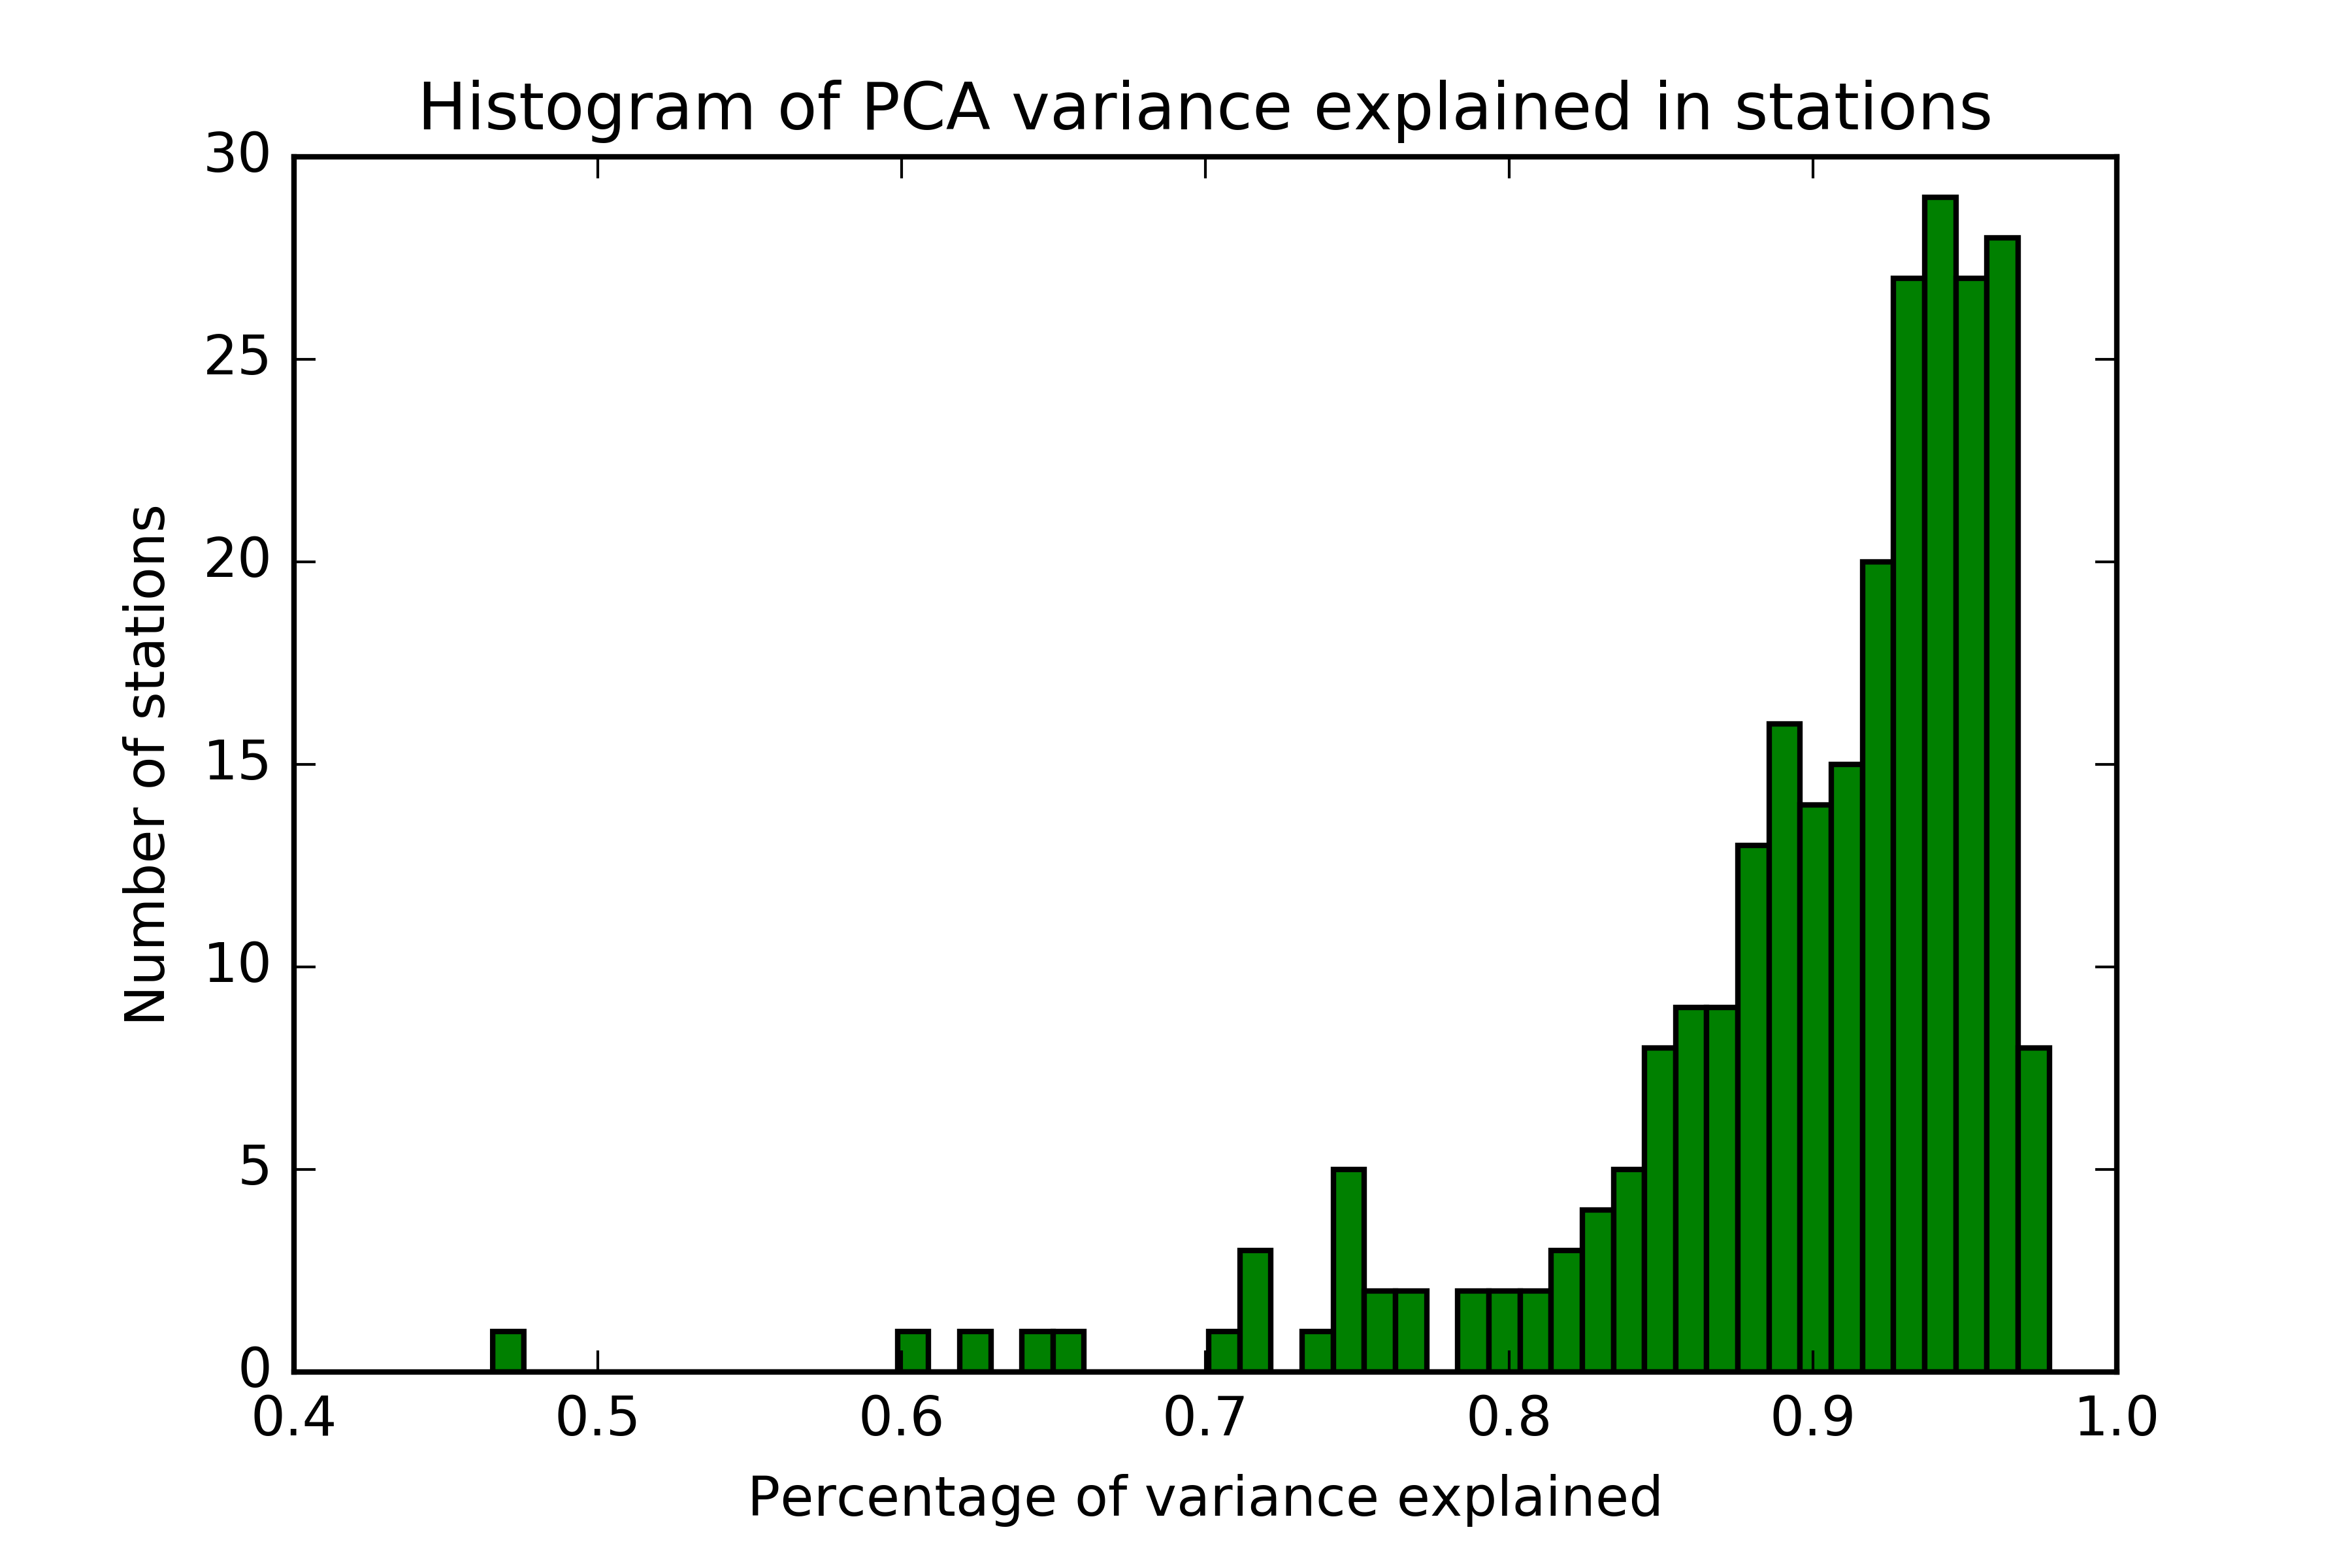 Histogram of PCA variance explained in stations
30
25
20
15
10
5
0
Number of stations
0.4 0.5 0.6 0.7 0.8 0.9 1.0
Percentage of variance explained